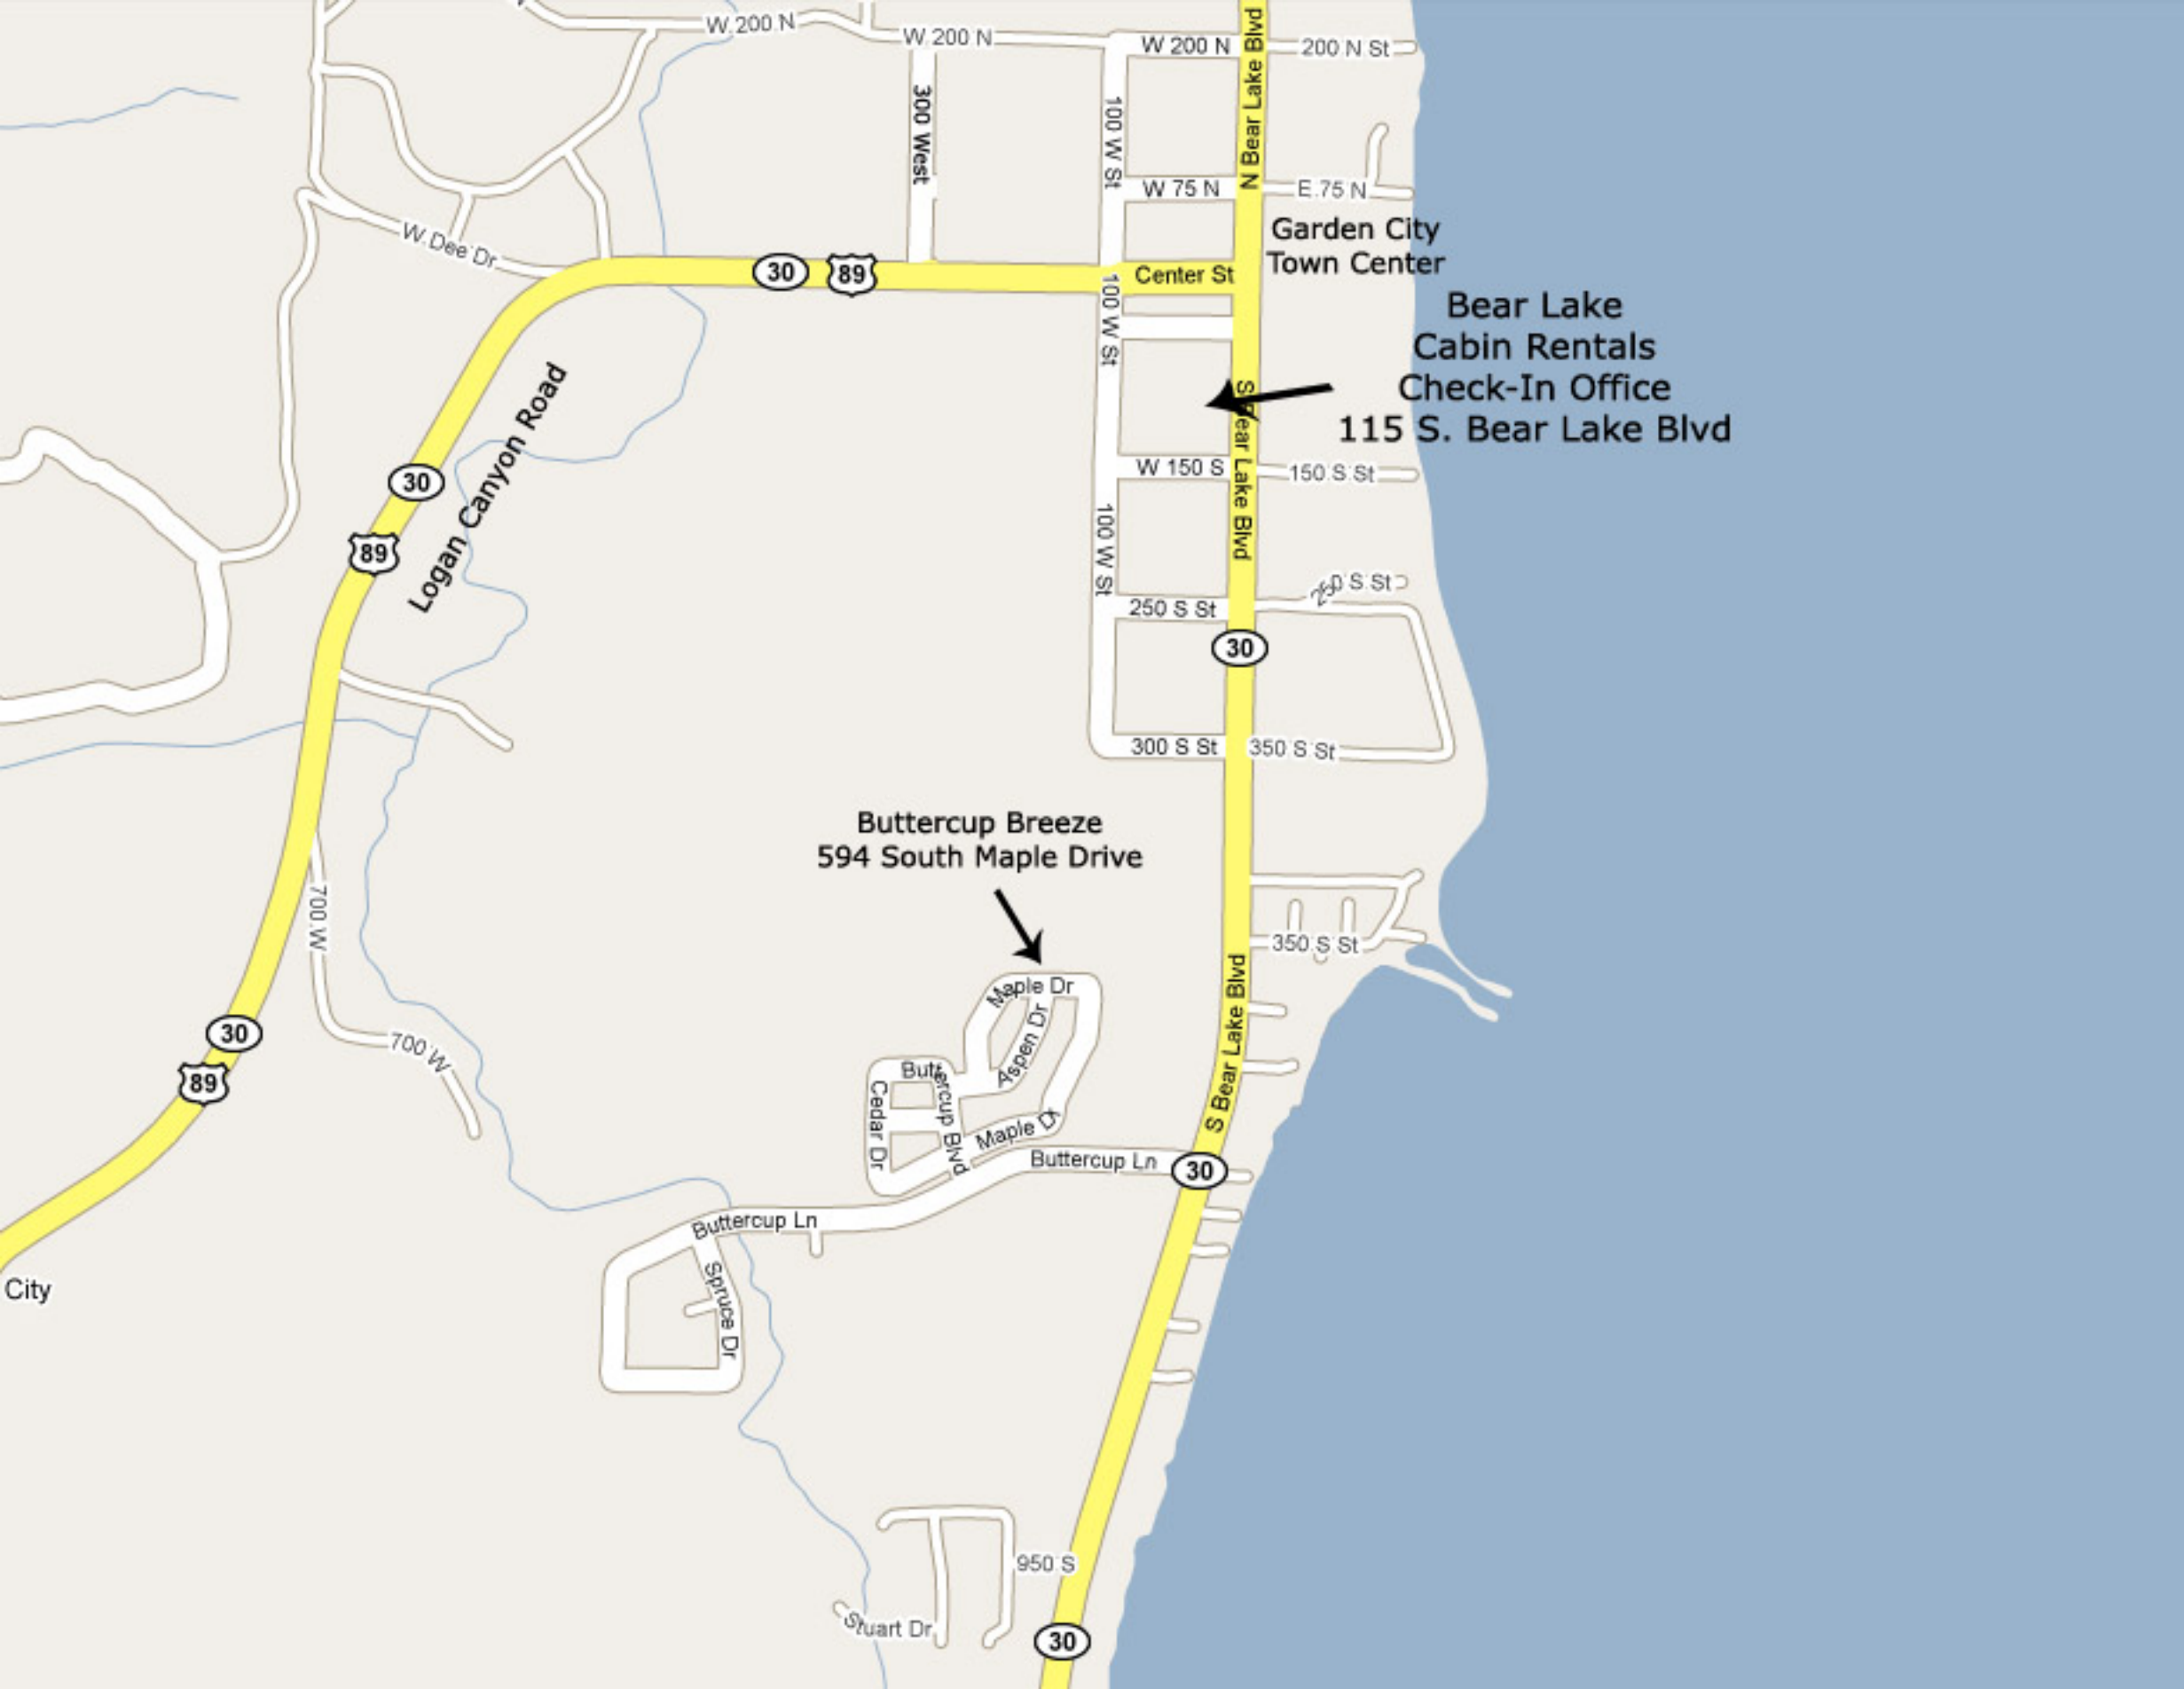 W 200 N
W 200 N
W 200 N
200 N St
N Bear Lake Blvd
300 West
100 W St
W 75 N
E 75 N
W Dee Dr
Garden City
Town Center
30
89
Center St
100 W St
Bear Lake
Cabin Rentals
Check-In Office
115 S. Bear Lake Blvd
S Bear Lake Blvd
Logan Canyon Road
30
89
W 150 S
150 S St
100 W St
250 S St
250 S St
30
300 S St
350 S St
Buttercup Breeze
594 South Maple Drive
700 W
350 S St
S Bear Lake Blvd
Maple Dr
Aspen Dr
30
89
700 W
Buttercup Blvd
Cedar Dr
Maple Dr
Buttercup Ln
30
Buttercup Ln
Spruce Dr
City
950 S
Stuart Dr
30